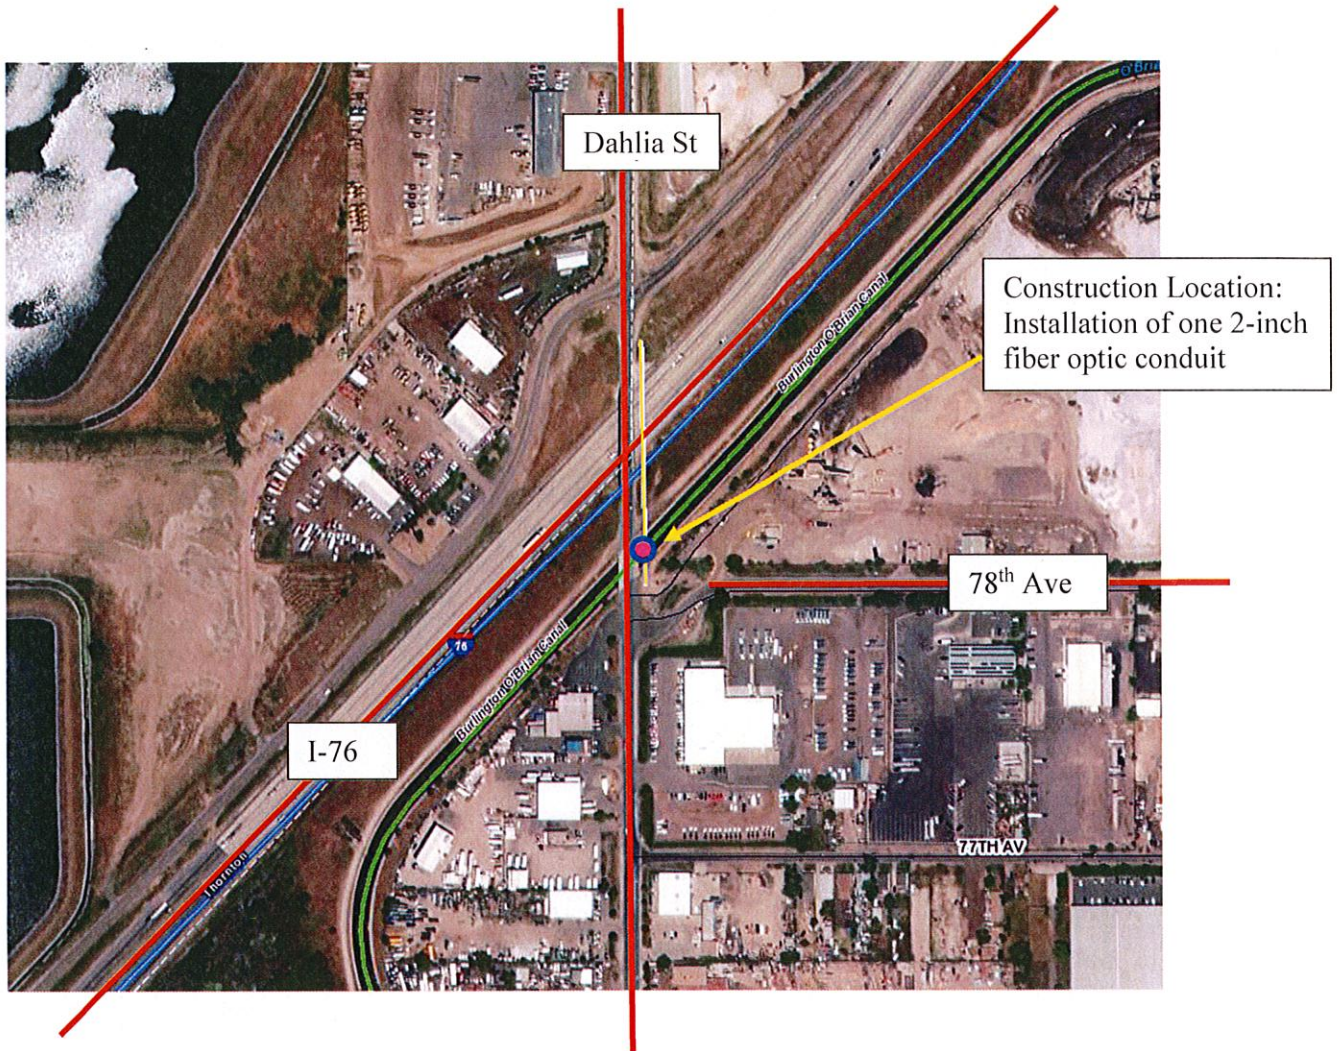 O'Bria
Dahlia St
Construction Location:
Installation of one 2-inch
fiber optic conduit
Burlington O'Brian Canal
78th Ave
76
Burlington O'Brian Canal
I-76
77TH AV
Thornton